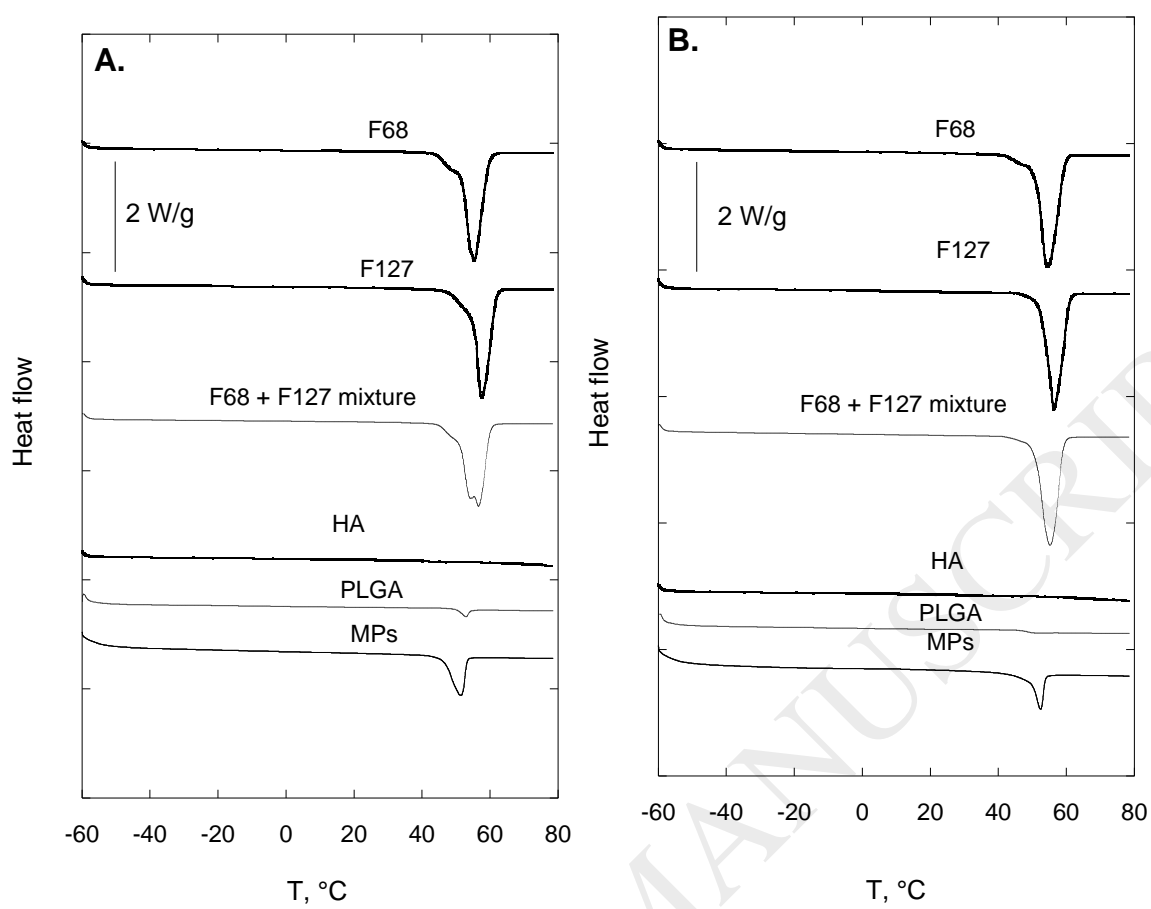 A.
F68
2 W/g
F127
F68 + F127 mixture
HA
PLGA
MPs
Heat flow
-60 -40 -20 0 20 40 60 80
T, °C
B.
F68
2 W/g
F127
F68 + F127 mixture
HA
PLGA
MPs
Heat flow
-60 -40 -20 0 20 40 60 80
T, °C